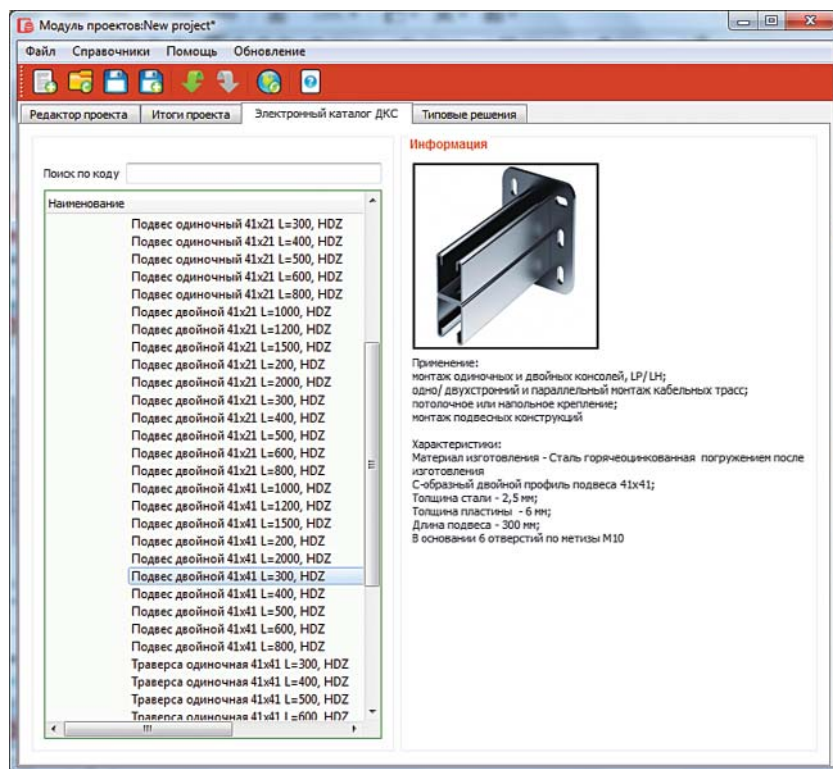 Модуль проектов:New project*
Файл Справочники Помощь Обновление
Редактор проекта Итоги проекта Электронный каталог ДКС Типовые решения
Информация
Поиск по коду
Наименование
Подвес одиночный 41x21 L=300, HDZ
Подвес одиночный 41x21 L=400, HDZ
Подвес одиночный 41x21 L=500, HDZ
Подвес одиночный 41x21 L=600, HDZ
Подвес одиночный 41x21 L=800, HDZ
Подвес двойной 41x21 L=1000, HDZ
Подвес двойной 41x21 L=1200, HDZ
Подвес двойной 41x21 L=1500, HDZ
Подвес двойной 41x21 L=200, HDZ
Подвес двойной 41x21 L=2000, HDZ
Подвес двойной 41x21 L=300, HDZ
Подвес двойной 41x21 L=400, HDZ
Подвес двойной 41x21 L=500, HDZ
Подвес двойной 41x21 L=600, HDZ
Подвес двойной 41x21 L=800, HDZ
Подвес двойной 41x41 L=1000, HDZ
Подвес двойной 41x41 L=1200, HDZ
Подвес двойной 41x41 L=1500, HDZ
Подвес двойной 41x41 L=200, HDZ
Подвес двойной 41x41 L=2000, HDZ
Подвес двойной 41x41 L=300, HDZ
Подвес двойной 41x41 L=400, HDZ
Подвес двойной 41x41 L=500, HDZ
Подвес двойной 41x41 L=600, HDZ
Подвес двойной 41x41 L=800, HDZ
Траверса одиночная 41x41 L=300, HDZ
Траверса одиночная 41x41 L=400, HDZ
Траверса одиночная 41x41 L=500, HDZ
Траверса одиночная 41x41 L=600, HDZ
Применение:
монтаж одиночных и двойных консолей, LP/LH;
одно/ двухстронний и параллельный монтаж кабельных трасс;
потолочное или напольное крепление;
монтаж подвесных конструкций
Характеристики:
Материал изготовления - Сталь горячеоцинкованная погружением после
изготовления
С-образный двойной профиль подвеса 41x41;
Толщина стали - 2,5 мм;
Толщина пластины - 6 мм;
Длина подвеса - 300 мм;
В основании 6 отверстий по метизы М10